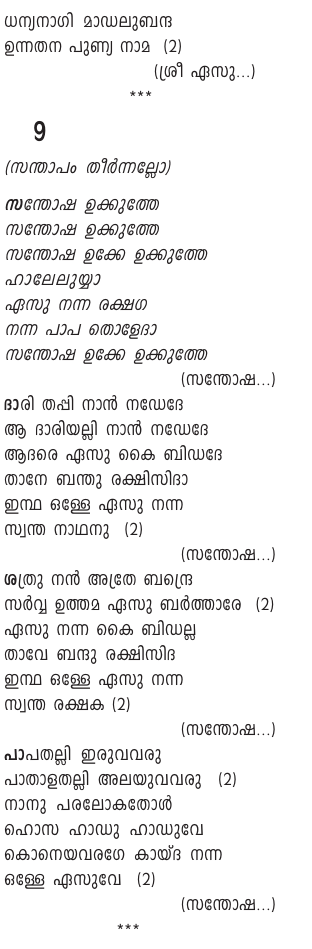 ധന്യനാഗി മാഡലുബന്ദ
ഉന്നതന പുണ്യ നാമ (2)
(ശ്രീ ഏസു...)
***
9
(സന്താപം തീർന്നല്ലോ)
സന്തോഷ ഉക്കുത്തേ
സന്തോഷ ഉക്കുത്തേ
സന്തോഷ ഉക്കേ ഉക്കുത്തേ
ഹാലേലുയ്യാ
ഏസു നന്ന രക്ഷഗ
നന്ന പാപ തൊളേദാ
സന്തോഷ ഉക്കേ ഉക്കുത്തേ
(സന്തോഷ...)
ദാരി തപ്പി നാൻ നഡേദേ
ആ ദാരിയല്ലി നാൻ നഡേദേ
ആദരെ ഏസു കൈ ബിഡദേ
താനേ ബന്തു രക്ഷിസിദാ
ഇന്ഥ ഒള്ളേ ഏസു നന്ന
സ്വന്ത നാഥനു (2)
(സന്തോഷ...)
ശത്രു നൻ അത്രേ ബന്ദ്രെ
സർവ്വ ഉത്തമ ഏസു ബർത്താരേ (2)
ഏസു നന്ന കൈ ബിഡല്ല
താവേ ബന്ദു രക്ഷിസിദ
ഇന്ഥ ഒള്ളേ ഏസു നന്ന
സ്വന്ത രക്ഷക (2)
(സന്തോഷ...)
പാപതല്ലി ഇരുവവരു
പാതാളതല്ലി അലയുവവരു (2)
നാനു പരലോകതോൾ
ഹൊസ ഹാഡു ഹാഡുവേ
കൊനെയവരഗേ കായ്ദ നന്ന
ഒള്ളേ ഏസുവേ (2)
(സന്തോഷ...)
***